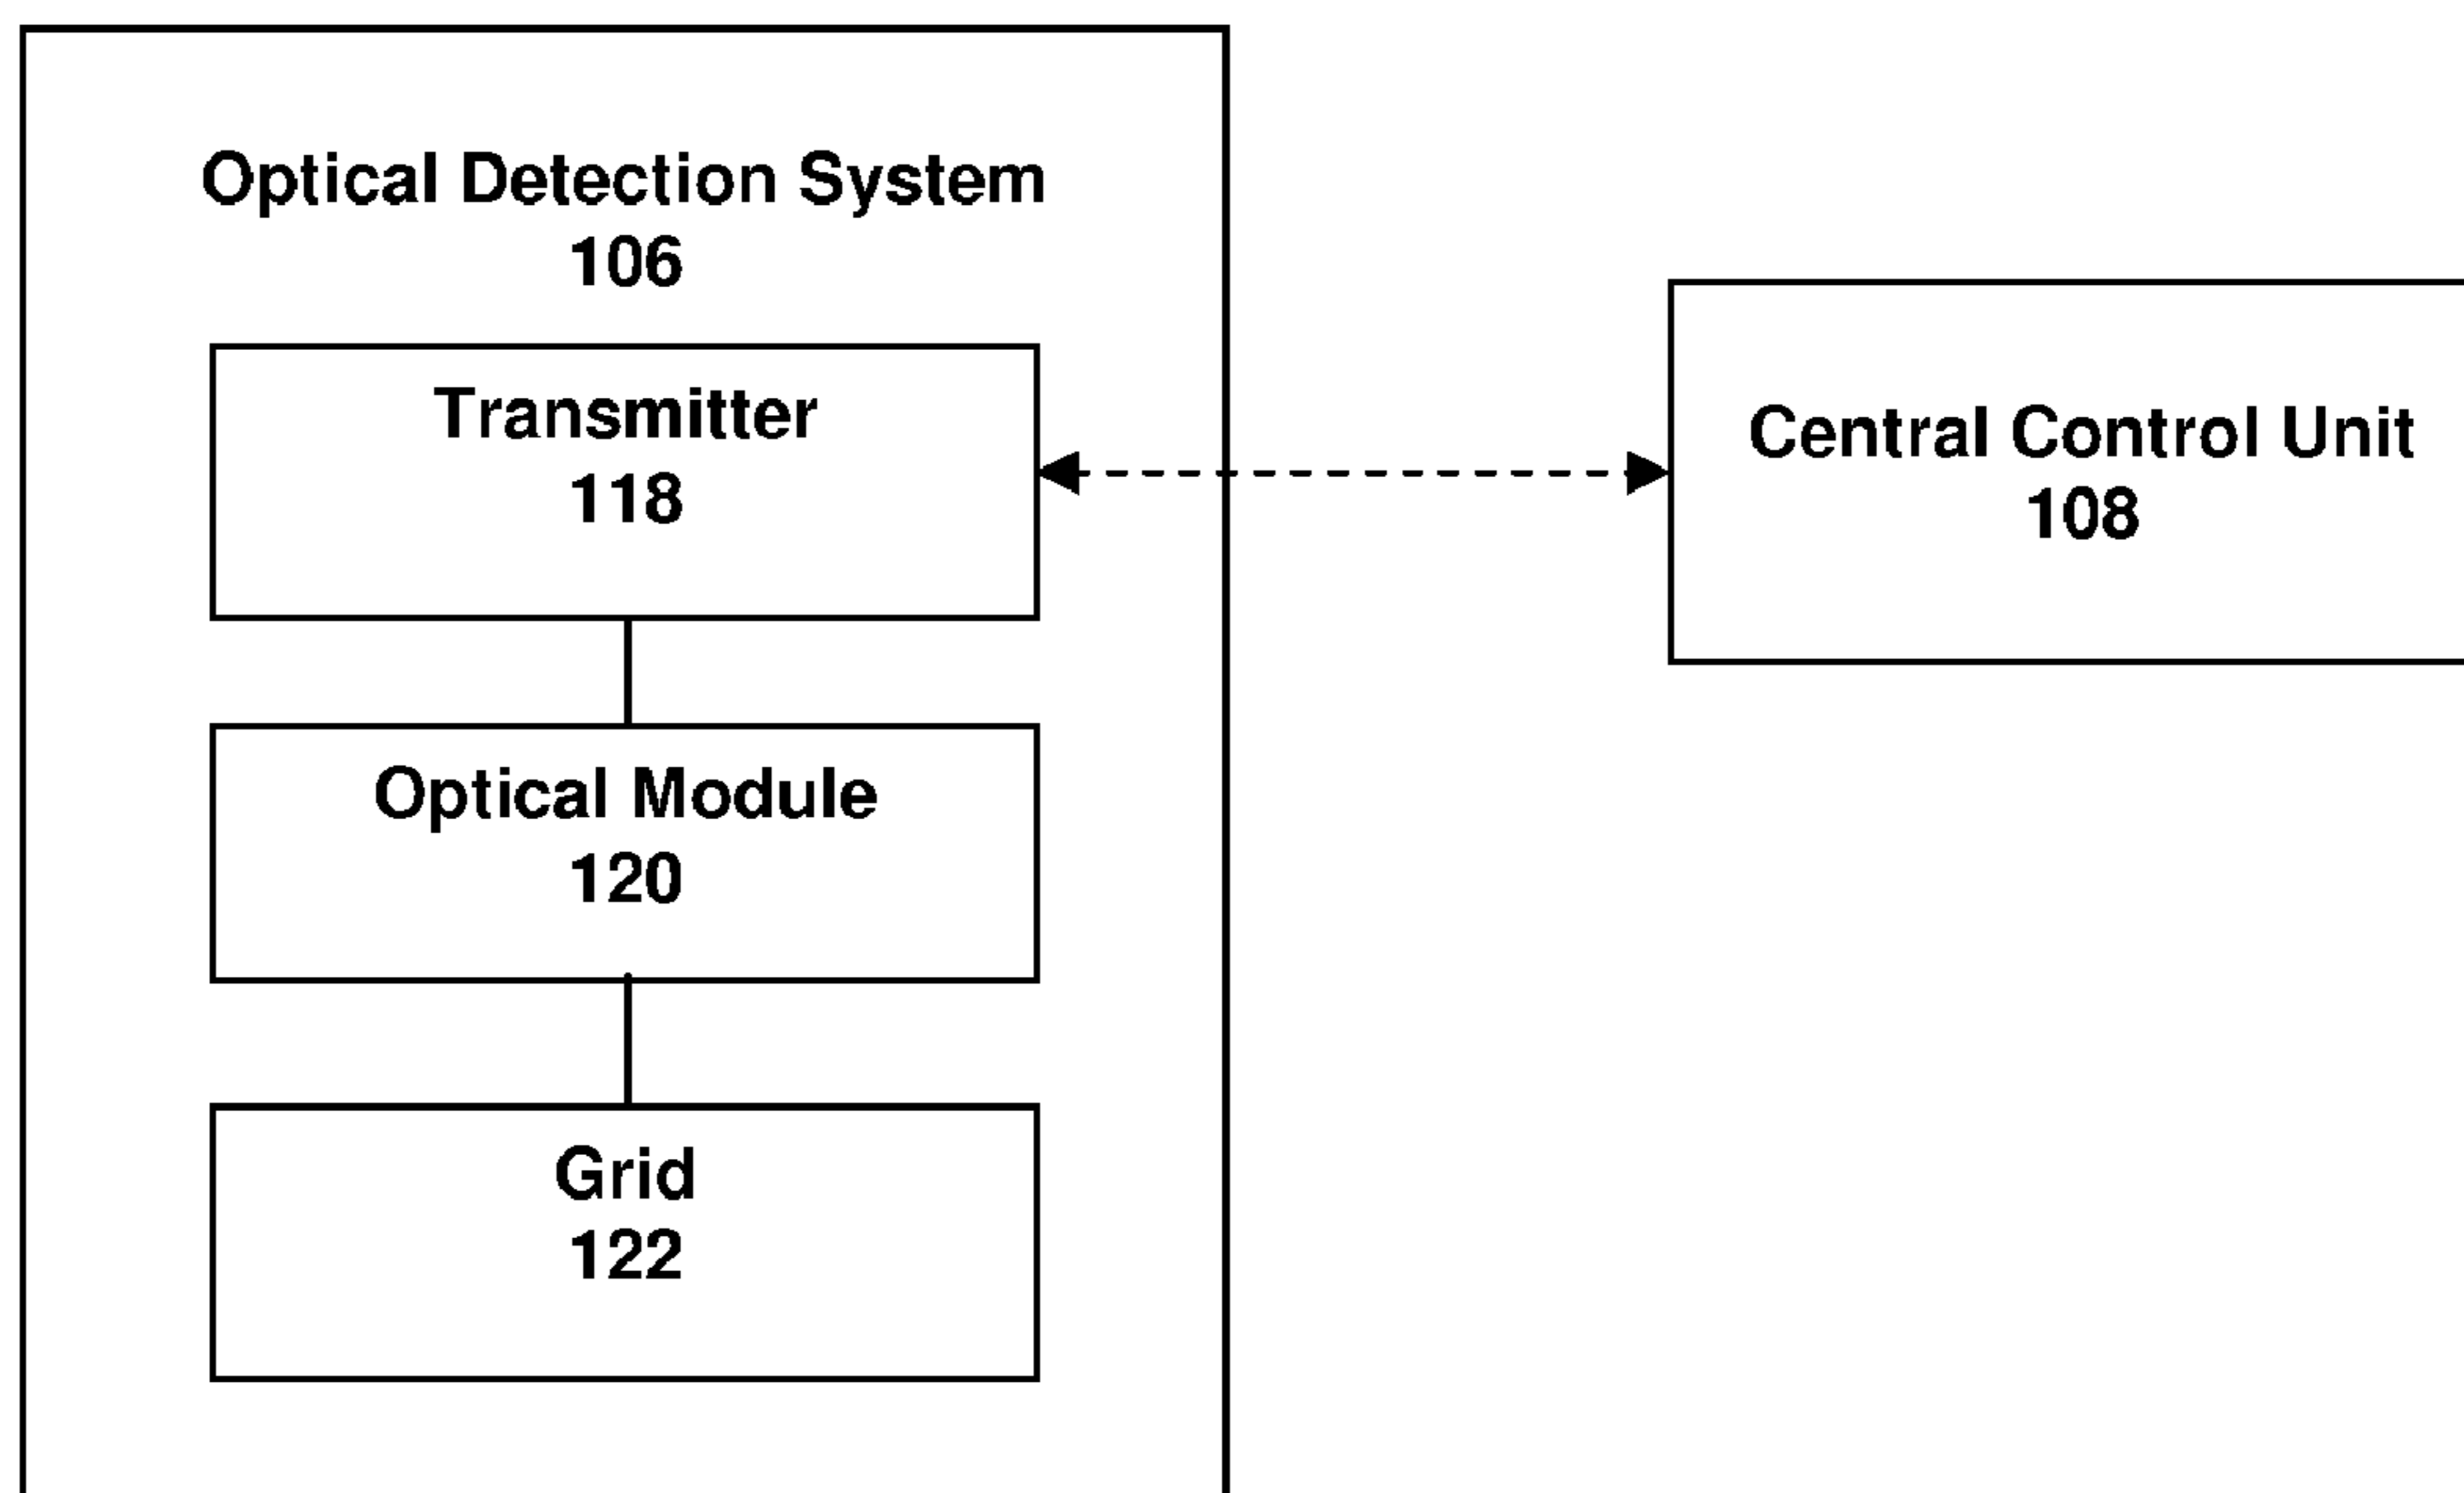 Optical Detection System
106
Transmitter
118
Central Control Unit
108
Optical Module
120
Grid
122